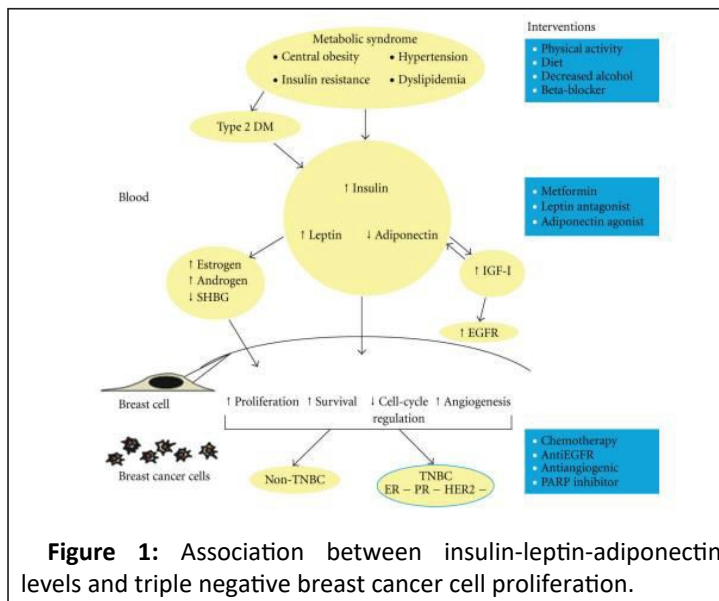 Interventions
Metabolic syndrome
• Central obesity • Hypertension
• Insulin resistance • Dyslipidemia
• Physical activity
• Diet
• Decreased alcohol
• Beta-blocker
Type 2 DM
Blood
↑ Insulin
↑ Leptin ↓ Adiponectin
• Metformin
• Leptin antagonist
• Adiponectin agonist
↑ Estrogen
↑ Androgen
↓ SHBG
↑ IGF-I
↑ EGFR
Breast cell
↑ Proliferation ↑ Survival ↓ Cell-cycle ↑ Angiogenesis
regulation
Breast cancer cells
Non-TNBC
TNBC
ER – PR – HER2 –
• Chemotherapy
• AntiEGFR
• Antiangiogenic
• PARP inhibitor
Figure 1: Association between insulin-leptin-adiponectin
levels and triple negative breast cancer cell proliferation.